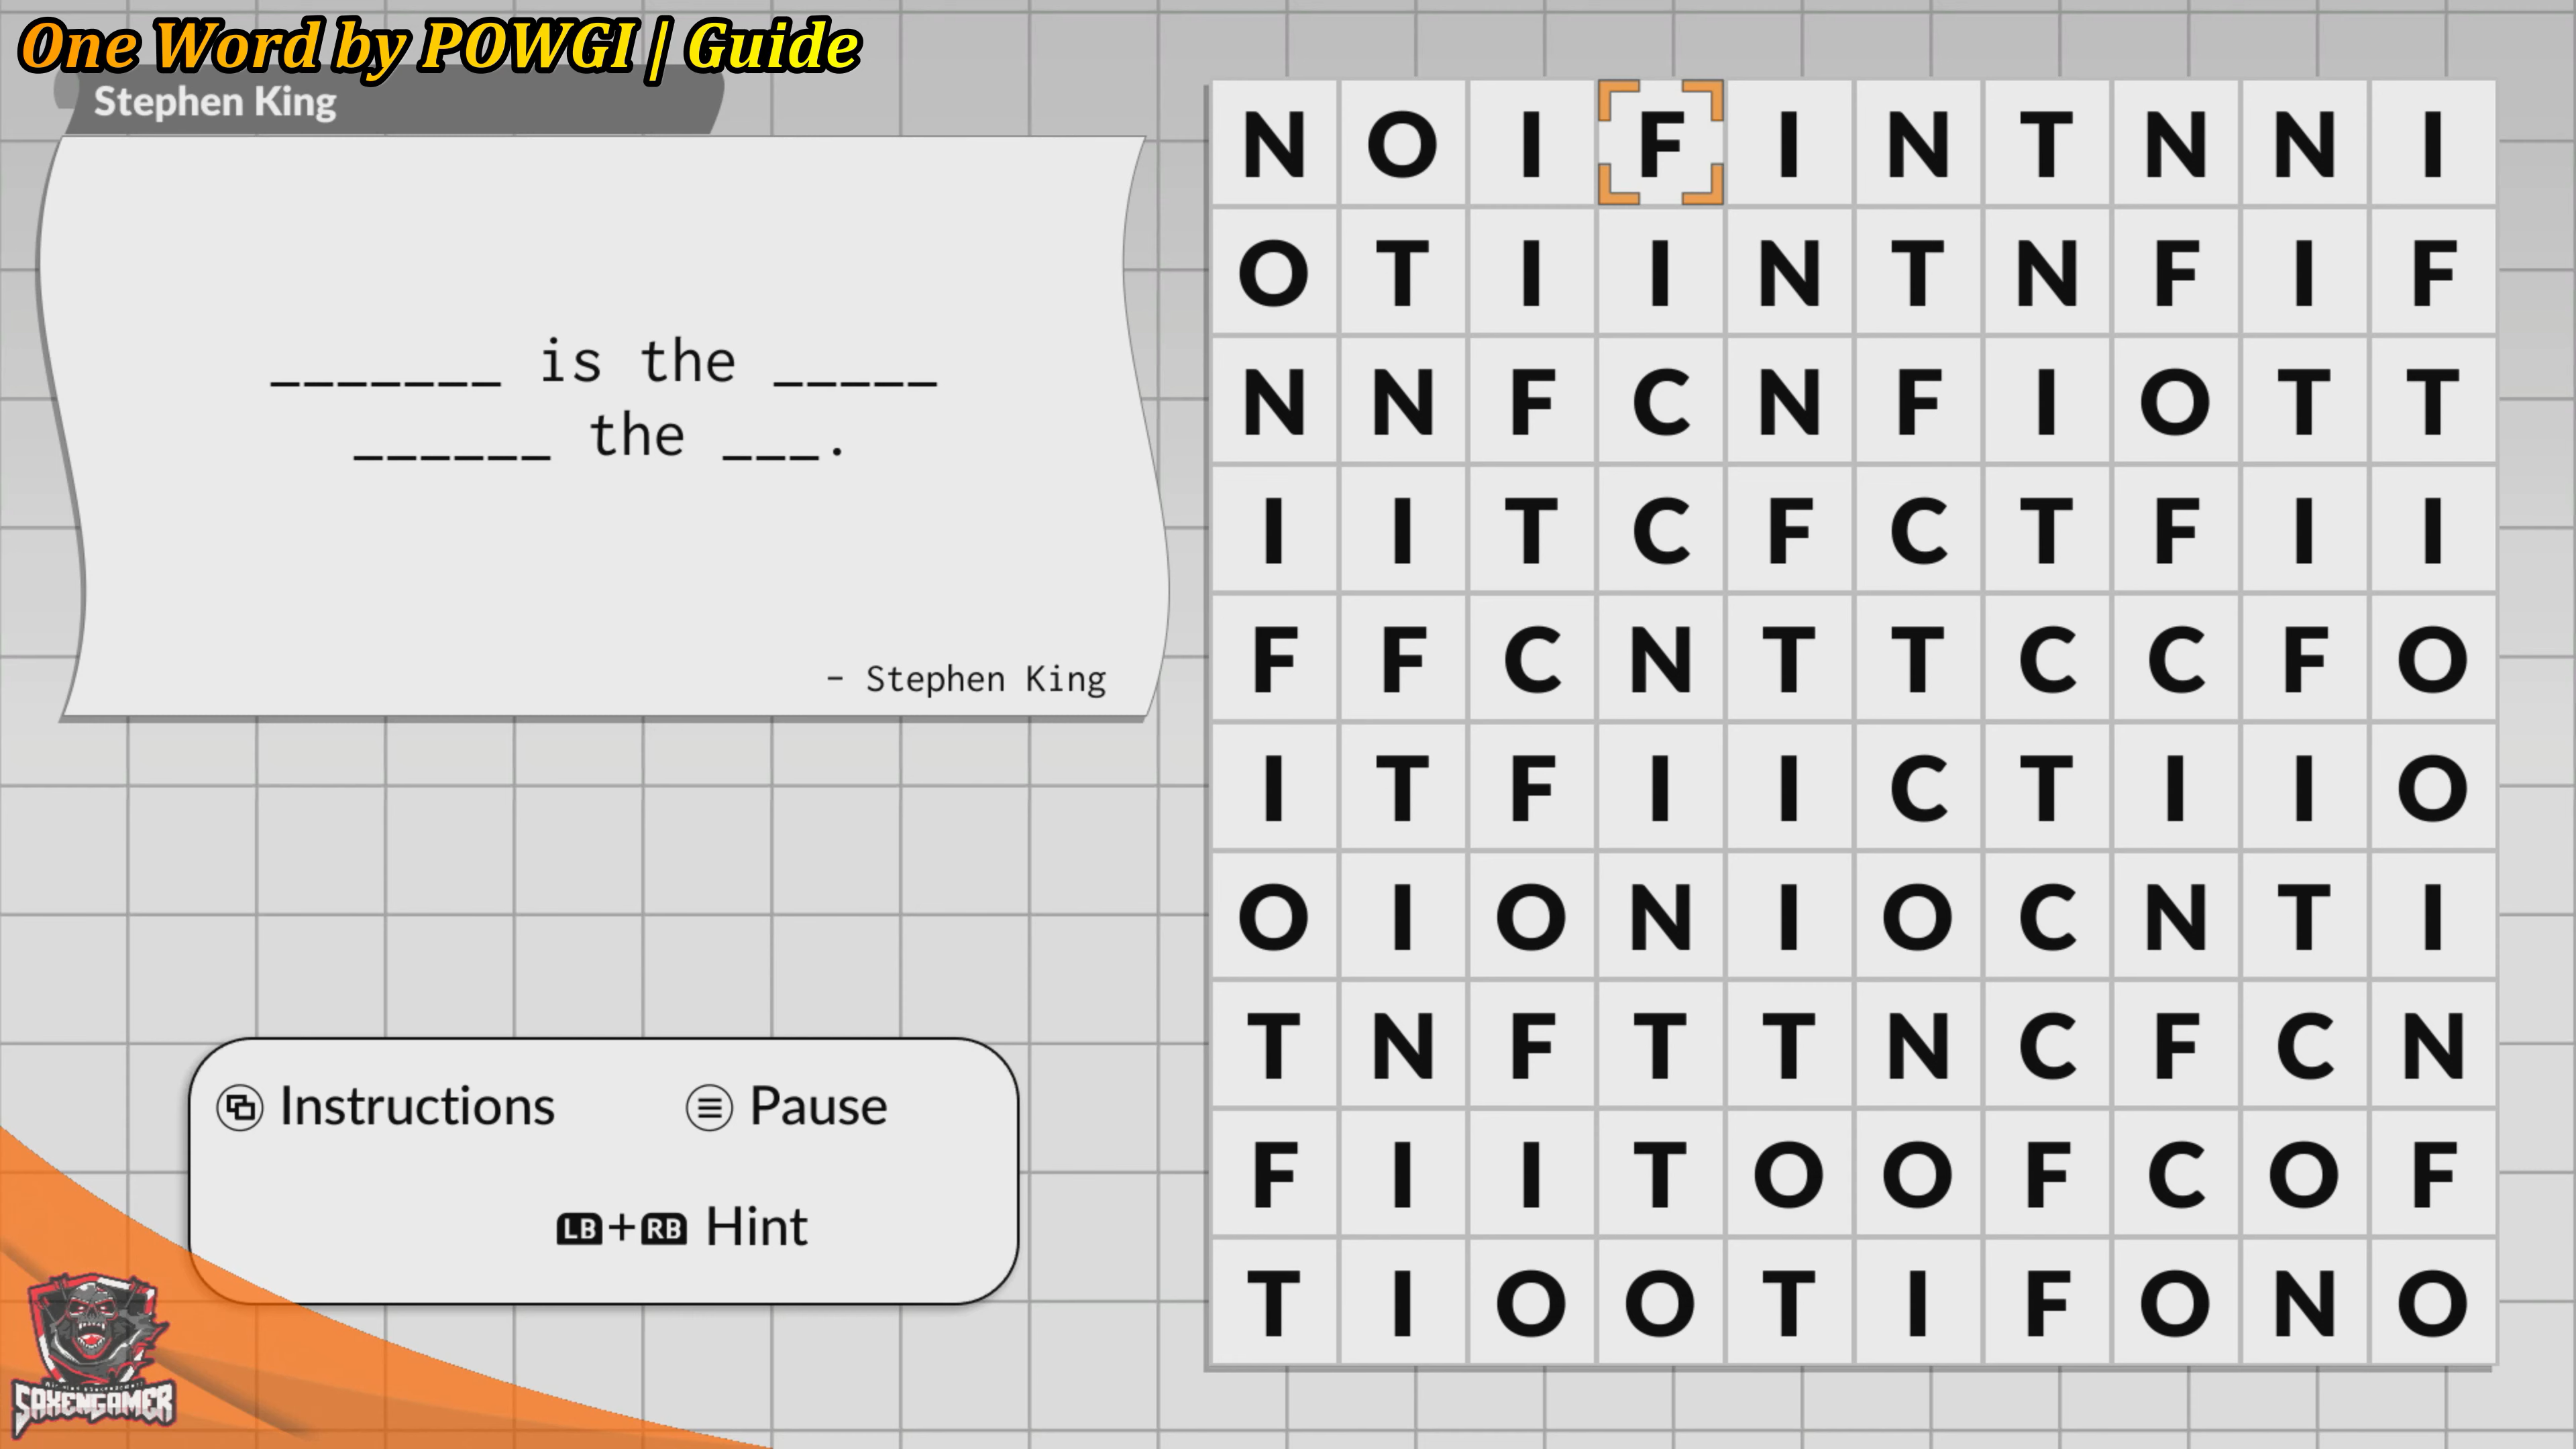 One Word by POWGI | Guide
Stephen King
_______ is the _____
______ the ___.
- Stephen King
N O I F I N T N N I
O T I I N T N F I F
N N F C N F I O T T
I I T C F C T F I I
F F C N T T C C F O
I T F I I C T I I O
O I O N I O C N T I
T N F T T N C F C N
F I I T O O F C O F
T I O O T I F O N O
Instructions Pause
LB+RB Hint
SAXENGAMER